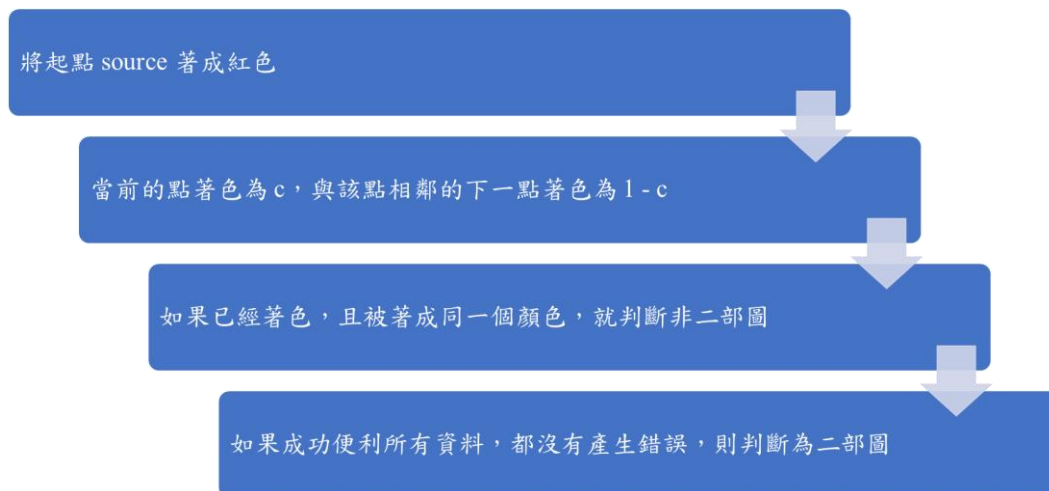 將起點 source 著成紅色
當前的點著色為 c，與該點相鄰的下一點著色為 1 - c
如果已經著色，且被著成同一個顏色，就判斷非二部圖
如果成功便利所有資料，都沒有產生錯誤，則判斷為二部圖